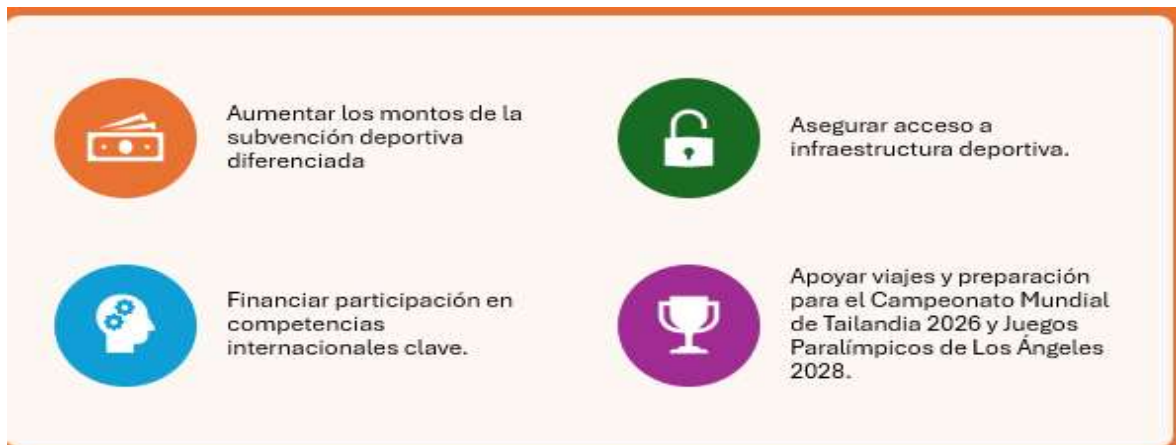 Aumentar los montos de la
subvención deportiva
diferenciada
Asegurar acceso a
infraestructura deportiva.
Financiar participación en
competencias
internacionales clave.
Apoyar viajes y preparación
para el Campeonato Mundial
de Tailandia 2026 y Juegos
Paralímpicos de Los Ángeles
2028.